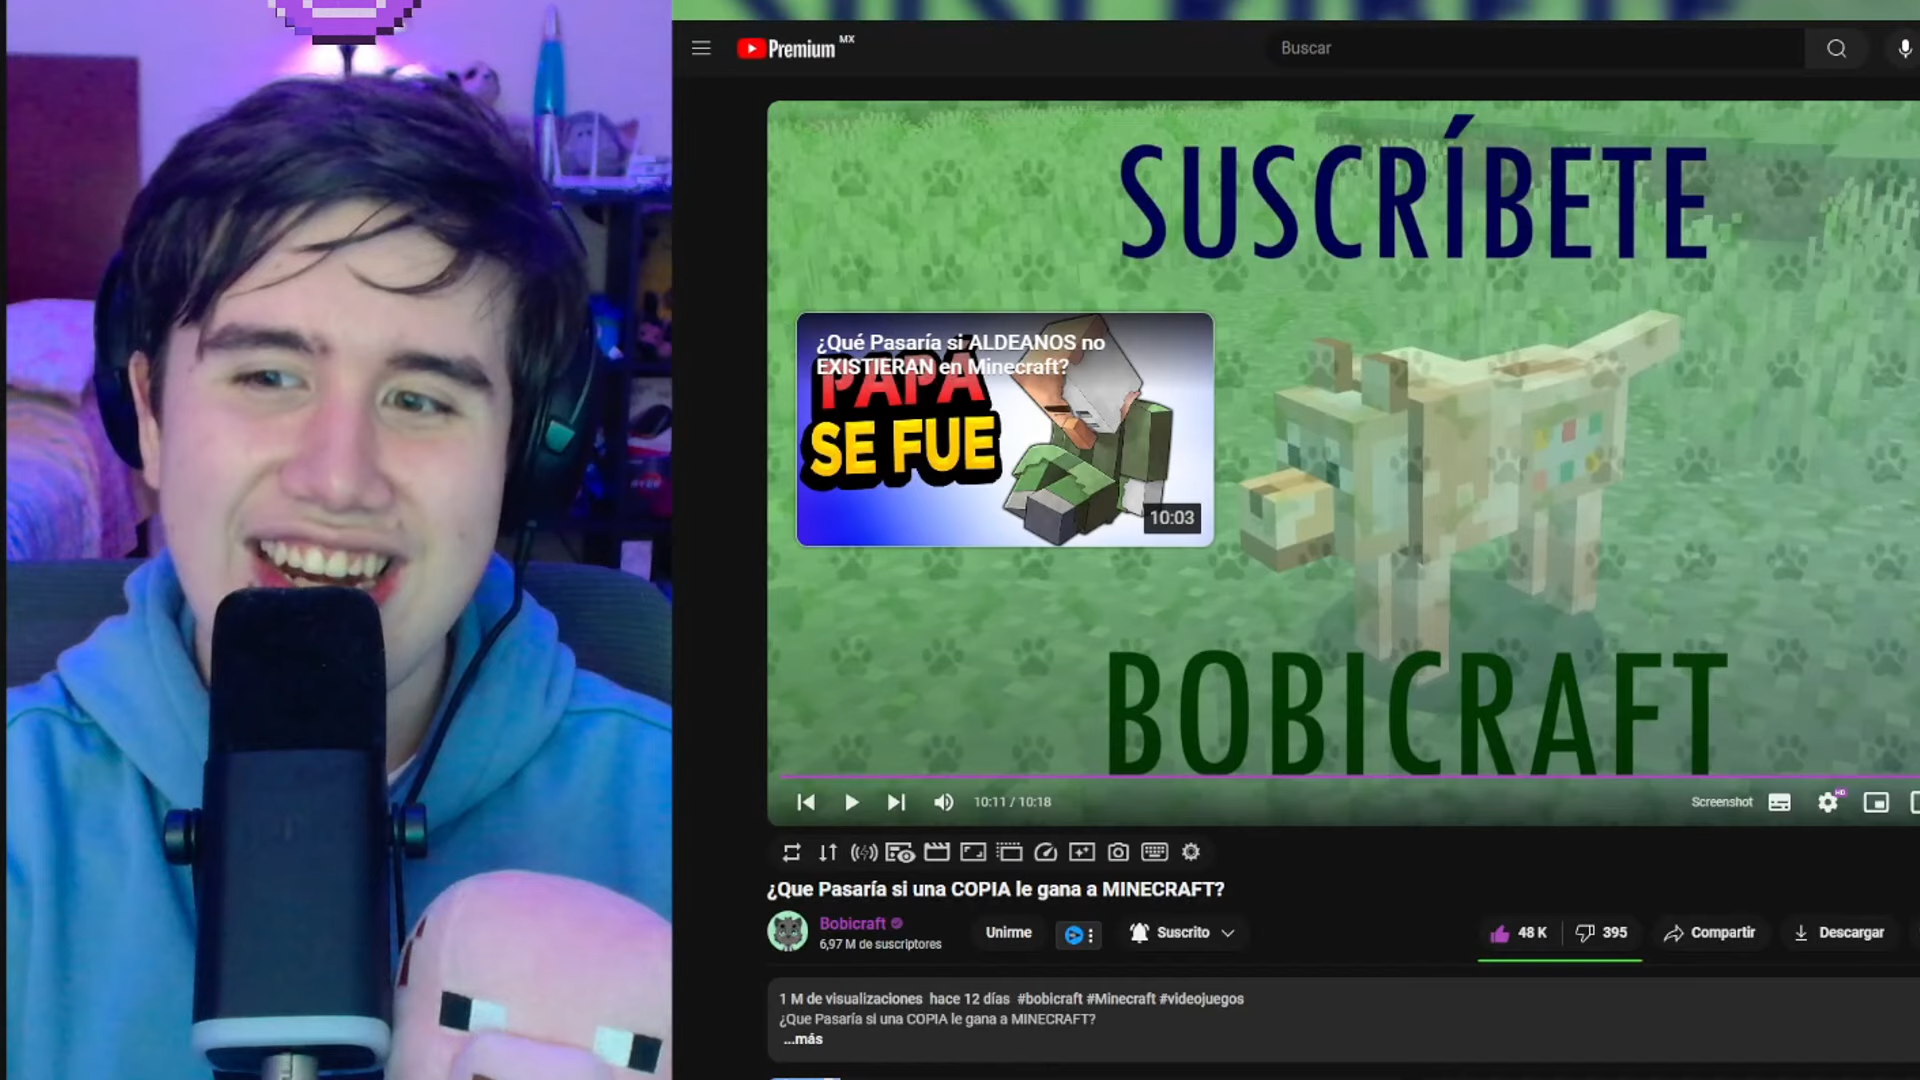 Premium MX
Buscar
SUSCRÍBETE
¿Qué Pasaría si ALDEANOS no
EXISTIERAN en Minecraft?
PAPA
SE FUE
10:03
BOBICRAFT
10:11 / 10:18
Screenshot
HD
¿Que Pasaría si una COPIA le gana a MINECRAFT?
Bobicraft
6,97 M de suscriptores
Unirme
Suscrito
48 K
395
Compartir
Descargar
1 M de visualizaciones hace 12 días #bobicraft #Minecraft #videojuegos
¿Que Pasaría si una COPIA le gana a MINECRAFT?
...más